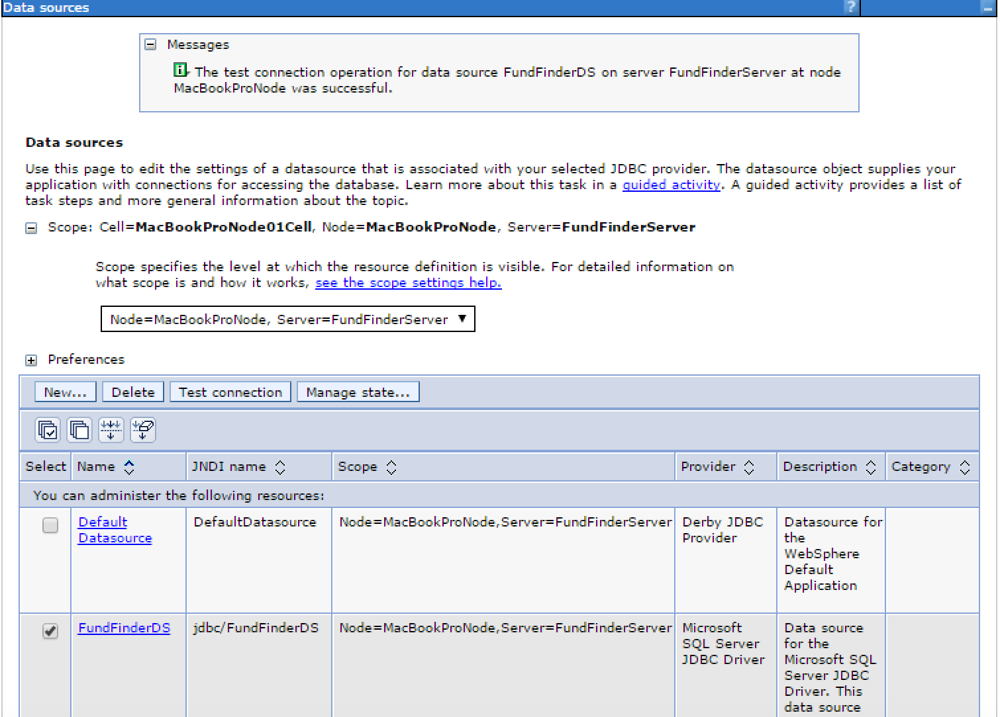 Data sources
?
Messages
The test connection operation for data source FundFinderDS on server FundFinderServer at node
MacBookProNode was successful.
Data sources
Use this page to edit the settings of a datasource that is associated with your selected JDBC provider. The datasource object supplies your
application with connections for accessing the database. Learn more about this task in a guided activity. A guided activity provides a list of
task steps and more general information about the topic.
Scope: Cell=MacBookProNode01Cell, Node=MacBookProNode, Server=FundFinderServer
Scope specifies the level at which the resource definition is visible. For detailed information on
what scope is and how it works, see the scope settings help.
Node=MacBookProNode, Server=FundFinderServer
Preferences
New... Delete Test connection Manage state...
Select Name JNDI name Scope Provider Description Category
You can administer the following resources:
Default
Datasource
DefaultDatasource
Node=MacBookProNode,Server=FundFinderServer
Derby JDBC
Provider
Datasource for
the
WebSphere
Default
Application
FundFinderDS
jdbc/FundFinderDS
Node=MacBookProNode,Server=FundFinderServer
Microsoft
SQL Server
JDBC Driver
Data source
for the
Microsoft SQL
Server JDBC
Driver. This
data source